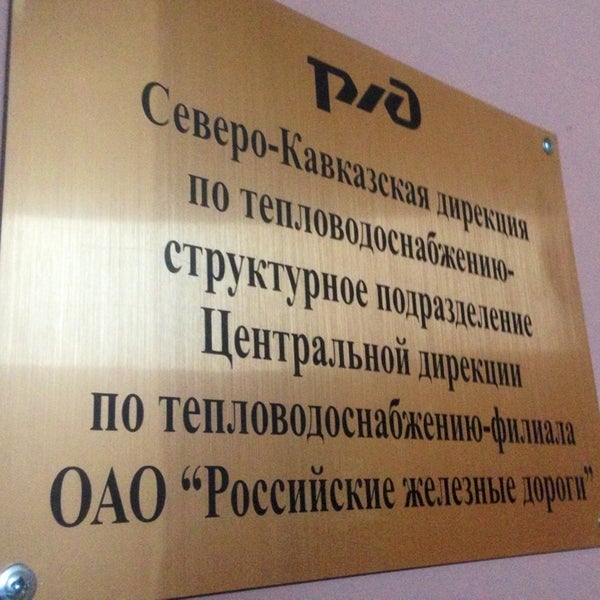 РЖД
Северо-Кавказская дирекция
по тепловодоснабжению-
структурное подразделение
Центральной дирекции
по тепловодоснабжению-филиала
ОАО “Российские железные дороги”